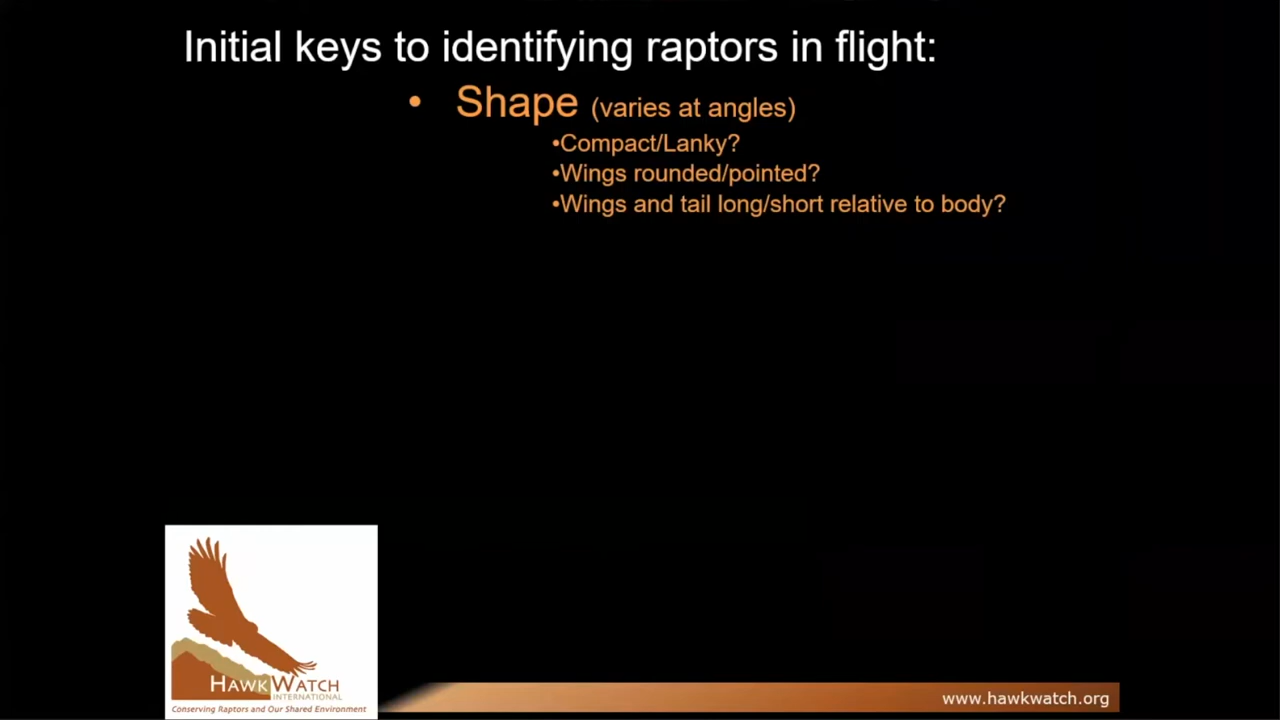 Initial keys to identifying raptors in flight:
• Shape (varies at angles)
•Compact/Lanky?
•Wings rounded/pointed?
•Wings and tail long/short relative to body?
HAWKWATCH
INTERNATIONAL
Conserving Raptors and Our Shared Environment
www.hawkwatch.org